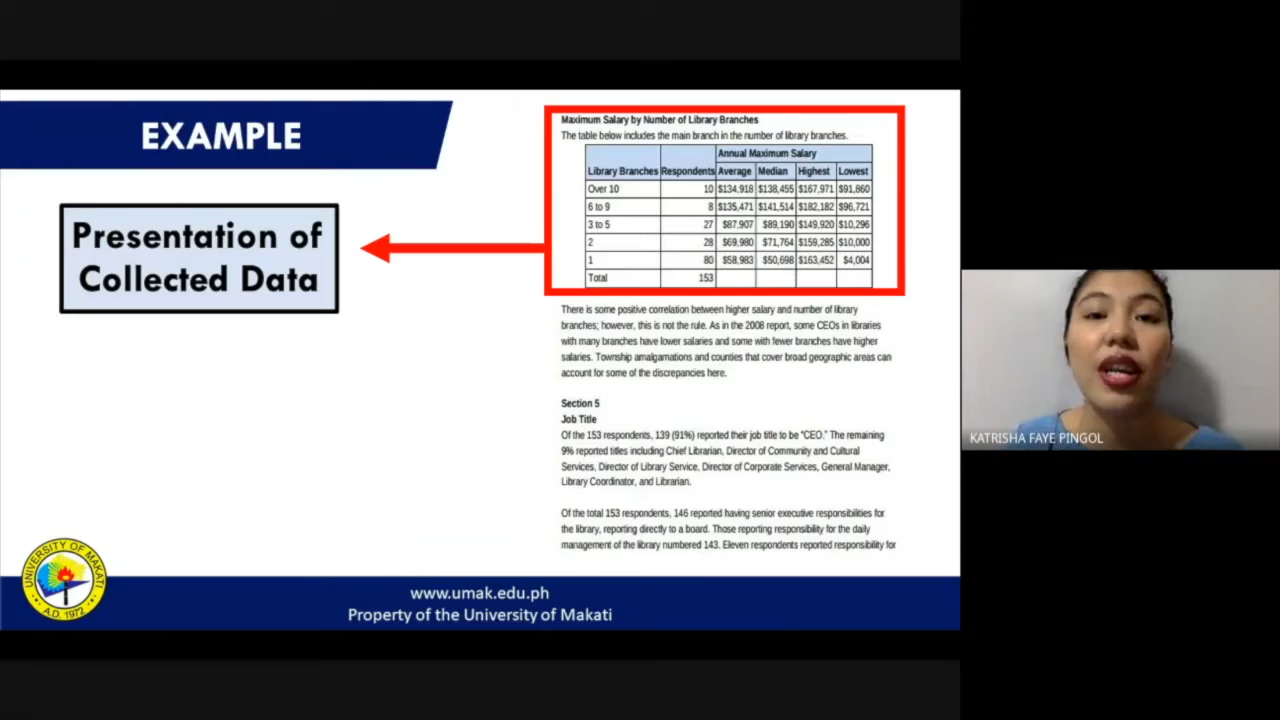 EXAMPLE
Presentation of
Collected Data
Maximum Salary by Number of Library Branches
The table below includes the main branch in the number of library branches.
Annual Maximum Salary
Library Branches Respondents Average Median Highest Lowest
Over 10 10 $134,918 $138,455 $167,971 $91,860
6 to 9 8 $135,471 $141,514 $182,182 $96,721
3 to 5 27 $87,907 $89,190 $149,920 $10,296
2 28 $69,980 $71,764 $159,285 $10,000
1 80 $58,983 $50,698 $163,452 $4,004
Total 153
There is some positive correlation between higher salary and number of library
branches; however, this is not the rule. As in the 2008 report, some CEOs in libraries
with many branches have lower salaries and some with fewer branches have higher
salaries. Township amalgamations and counties that cover broad geographic areas can
account for some of the discrepancies here.
Section 5
Job Title
Of the 153 respondents, 139 (91%) reported their job title to be “CEO.” The remaining
9% reported titles including Chief Librarian, Director of Community and Cultural
Services, Director of Library Service, Director of Corporate Services, General Manager,
Library Coordinator, and Librarian.
Of the total 153 respondents, 146 reported having senior executive responsibilities for
the library, reporting directly to a board. Those reporting responsibility for the daily
management of the library numbered 143. Eleven respondents reported responsibility for
KATRISHA FAYE PINGOL
UNIVERSITY OF MAKATI
A.D. 1972
www.umak.edu.ph
Property of the University of Makati